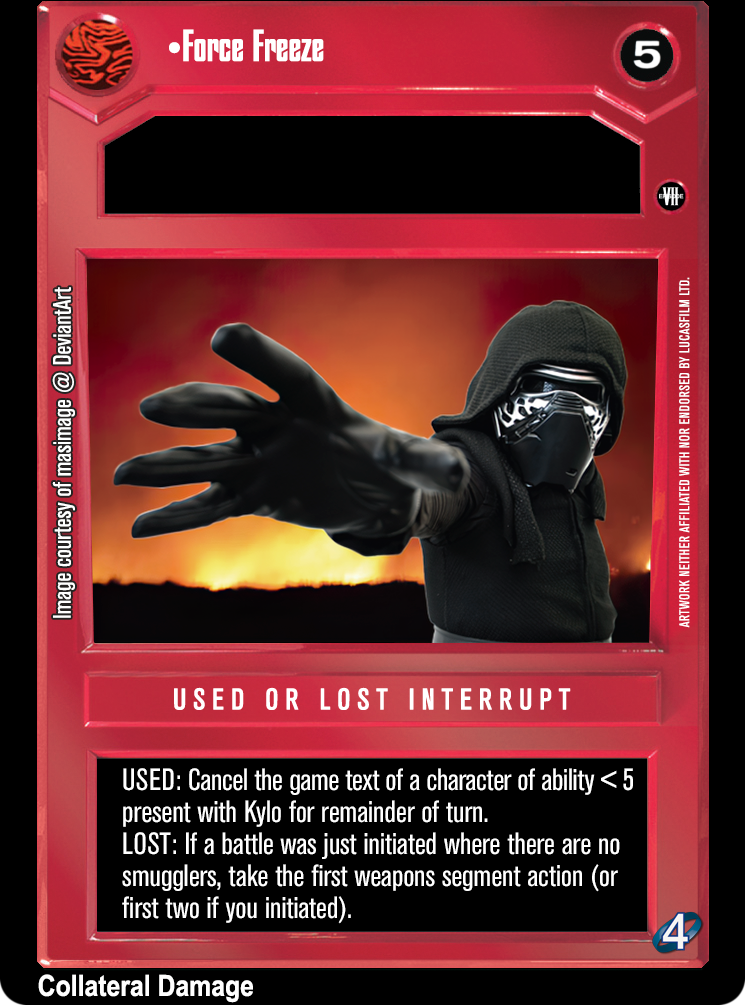 •Force Freeze
5
EPISODE VII
Image courtesy of masimage @ DeviantArt
ARTWORK NEITHER AFFILIATED WITH NOR ENDORSED BY LUCASFILM LTD.
USED OR LOST INTERRUPT
USED: Cancel the game text of a character of ability < 5
present with Kylo for remainder of turn.
LOST: If a battle was just initiated where there are no
smugglers, take the first weapons segment action (or
first two if you initiated).
4
Collateral Damage